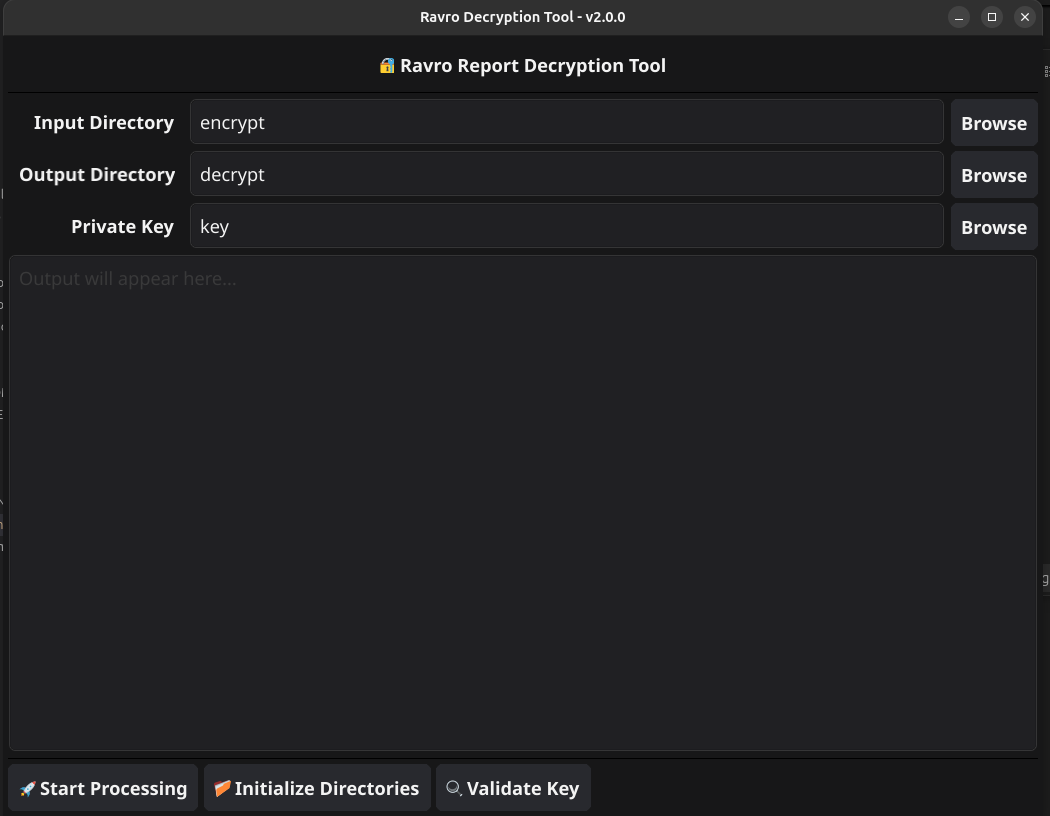 Ravro Decryption Tool - v2.0.0
🔐 Ravro Report Decryption Tool
Input Directory encrypt Browse
Output Directory decrypt Browse
Private Key key Browse
Output will appear here...
🚀 Start Processing 📂 Initialize Directories 🔍 Validate Key